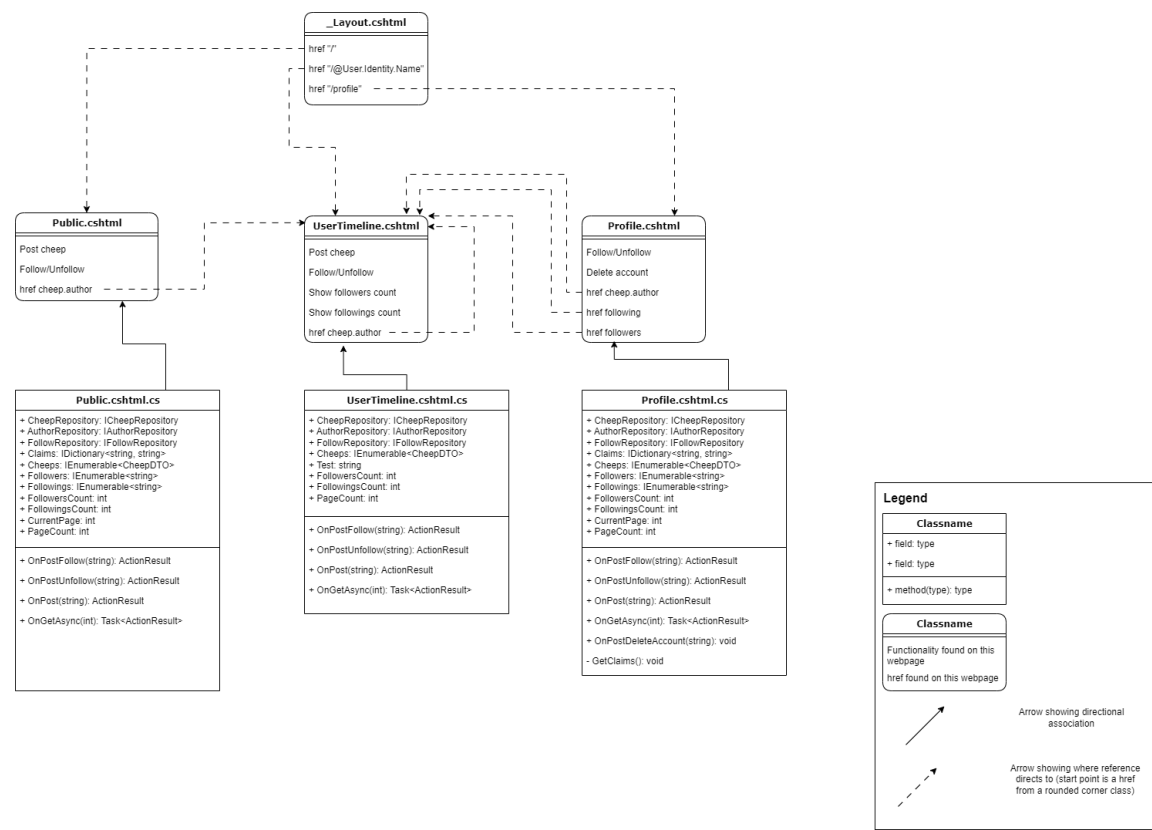 _Layout.cshtml
href "/"
href "/@User.Identity.Name"
href "/profile"
Public.cshtml
Post cheep
Follow/Unfollow
href cheep.author
UserTimeline.cshtml
Post cheep
Follow/Unfollow
Show followers count
Show followings count
href cheep.author
Profile.cshtml
Follow/Unfollow
Delete account
href cheep.author
href following
href followers
Public.cshtml.cs
+ CheepRepository: ICheepRepository
+ AuthorRepository: IAuthorRepository
+ FollowRepository: IFollowRepository
+ Claims: IDictionary<string, string>
+ Cheeps: IEnumerable<CheepDTO>
+ Followers: IEnumerable<string>
+ Followings: IEnumerable<string>
+ FollowersCount: int
+ FollowingsCount: int
+ CurrentPage: int
+ PageCount: int
+ OnPostFollow(string): ActionResult
+ OnPostUnfollow(string): ActionResult
+ OnPost(string): ActionResult
+ OnGetAsync(int): Task<ActionResult>
UserTimeline.cshtml.cs
+ CheepRepository: ICheepRepository
+ AuthorRepository: IAuthorRepository
+ FollowRepository: IFollowRepository
+ Cheeps: IEnumerable<CheepDTO>
+ Test: string
+ FollowersCount: int
+ FollowingsCount: int
+ PageCount: int
+ OnPostFollow(string): ActionResult
+ OnPostUnfollow(string): ActionResult
+ OnPost(string): ActionResult
+ OnGetAsync(int): Task<ActionResult>
Profile.cshtml.cs
+ CheepRepository: ICheepRepository
+ AuthorRepository: IAuthorRepository
+ FollowRepository: IFollowRepository
+ Claims: IDictionary<string, string>
+ Cheeps: IEnumerable<CheepDTO>
+ Followers: IEnumerable<string>
+ Followings: IEnumerable<string>
+ FollowersCount: int
+ FollowingsCount: int
+ CurrentPage: int
+ PageCount: int
+ OnPostFollow(string): ActionResult
+ OnPostUnfollow(string): ActionResult
+ OnPost(string): ActionResult
+ OnGetAsync(int): Task<ActionResult>
+ OnPostDeleteAccount(string): void
- GetClaims(): void
Legend
Classname
+ field: type
+ field: type
+ method(type): type
Classname
Functionality found on this
webpage
href found on this webpage
Arrow showing directional
association
Arrow showing where reference
directs to (start point is a href
from a rounded corner class)